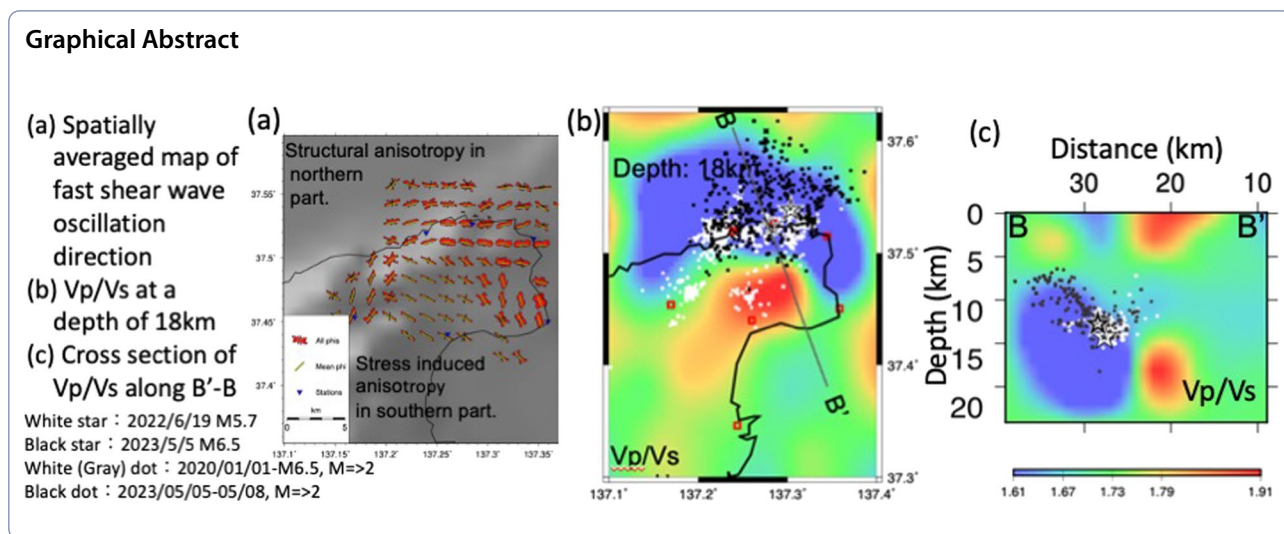 Graphical Abstract
(a) Spatially
averaged map of
fast shear wave
oscillation
direction
(b) Vp/Vs at a
depth of 18km
(c) Cross section of
Vp/Vs along B'-B
White star：2022/6/19 M5.7
Black star：2023/5/5 M6.5
White (Gray) dot：2020/01/01-M6.5, M=>2
Black dot：2023/05/05-05/08, M=>2
(a)
Structural anisotropy in
northern
part.
37.55˚
37.5˚
37.45˚
37.4˚
All phis
Mean phi
Stations
km
0 5
Stress induced
anisotropy
in southern part.
137.1˚ 137.15˚ 137.2˚ 137.25˚ 137.3˚ 137.35˚
(b)
B
Depth: 18km
B'
Vp/Vs
37.6˚
37.5˚
37.4˚
37.3˚
137.1˚ 137.2˚ 137.3˚ 137.4˚
(c)
Distance (km)
30 20 10
B B'
Depth (km)
0
5
10
15
20
Vp/Vs
1.61 1.67 1.73 1.79 1.91